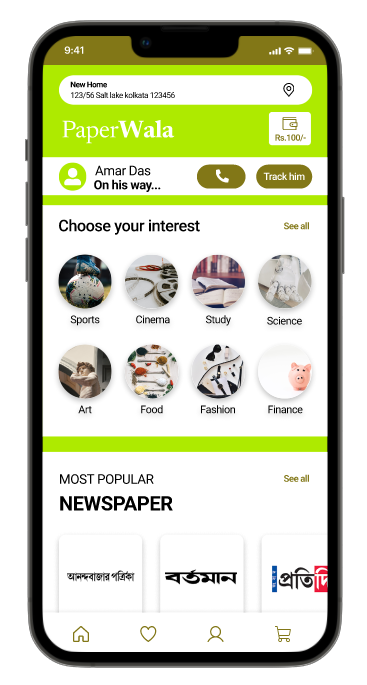 9:41
New Home
123/56 Salt lake kolkata 123456
PaperWala
Rs.100/-
Amar Das
On his way...
Track him
Choose your interest
See all
Sports
Cinema
Study
Science
Art
Food
Fashion
Finance
MOST POPULAR
See all
NEWSPAPER
আনন্দবাজার পত্রিকা
বর্তমান
প্রতি